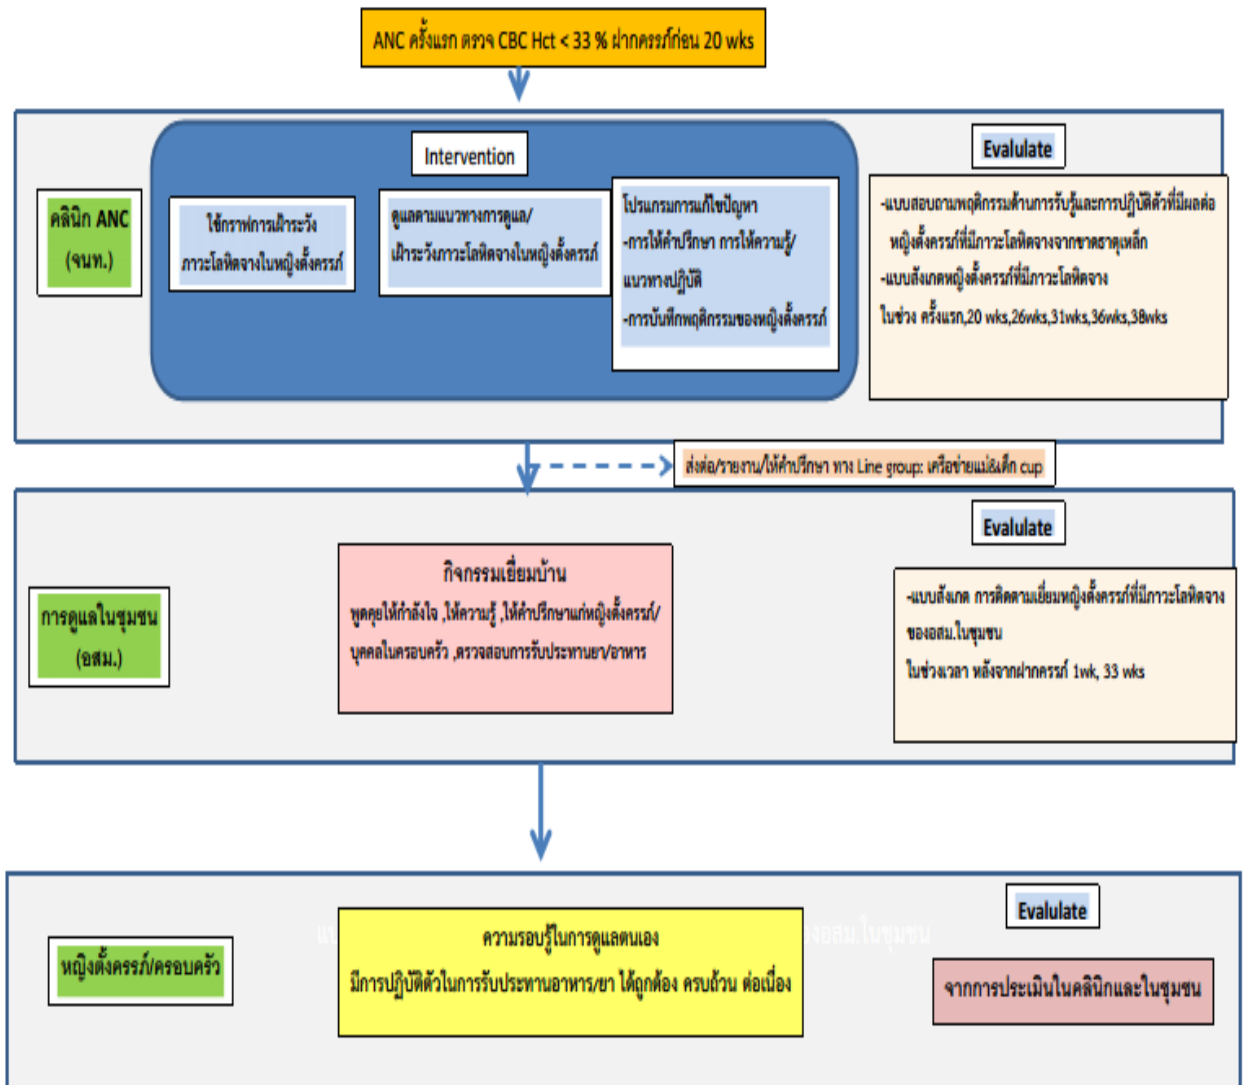 ANC ครั้งแรก ตรวจ CBC Hct < 33 % ฝากครรภ์ก่อน 20 wks
คลินิก ANC
(จนท.)
Intervention
ใช้กราฟการเฝ้าระวัง
ภาวะโลหิตจางในหญิงตั้งครรภ์
ดูแลตามแนวทางการดูแล/
เฝ้าระวังภาวะโลหิตจางในหญิงตั้งครรภ์
โปรแกรมการแก้ไขปัญหา
-การให้คำปรึกษา การให้ความรู้/
แนวทางปฏิบัติ
-การบันทึกพฤติกรรมของหญิงตั้งครรภ์
Evalulate
-แบบสอบถามพฤติกรรมด้านการรับรู้และการปฏิบัติตัวที่มีผลต่อ
หญิงตั้งครรภ์ที่มีภาวะโลหิตจางจากขาดธาตุเหล็ก
-แบบสังเกตหญิงตั้งครรภ์ที่มีภาวะโลหิตจาง
ในช่วง ครั้งแรก,20 wks,26wks,31wks,36wks,38wks
ส่งต่อ/รายงาน/ให้คำปรึกษา ทาง Line group: เครือข่ายแม่&เด็ก cup
การดูแลในชุมชน
(อสม.)
กิจกรรมเยี่ยมบ้าน
พูดคุยให้กำลังใจ ,ให้ความรู้ ,ให้คำปรึกษาแก่หญิงตั้งครรภ์/
บุคคลในครอบครัว ,ตรวจสอบการรับประทานยา/อาหาร
Evalulate
-แบบสังเกต การติดตามเยี่ยมหญิงตั้งครรภ์ที่มีภาวะโลหิตจาง
ของอสม.ในชุมชน
ในช่วงเวลา หลังจากฝากครรภ์ 1wk, 33 wks
หญิงตั้งครรภ์/ครอบครัว
ความรอบรู้ในการดูแลตนเอง
มีการปฏิบัติตัวในการรับประทานอาหาร/ยา ได้ถูกต้อง ครบถ้วน ต่อเนื่อง
องอสม.ในชุมชน
Evalulate
จากการประเมินในคลินิกและในชุมชน